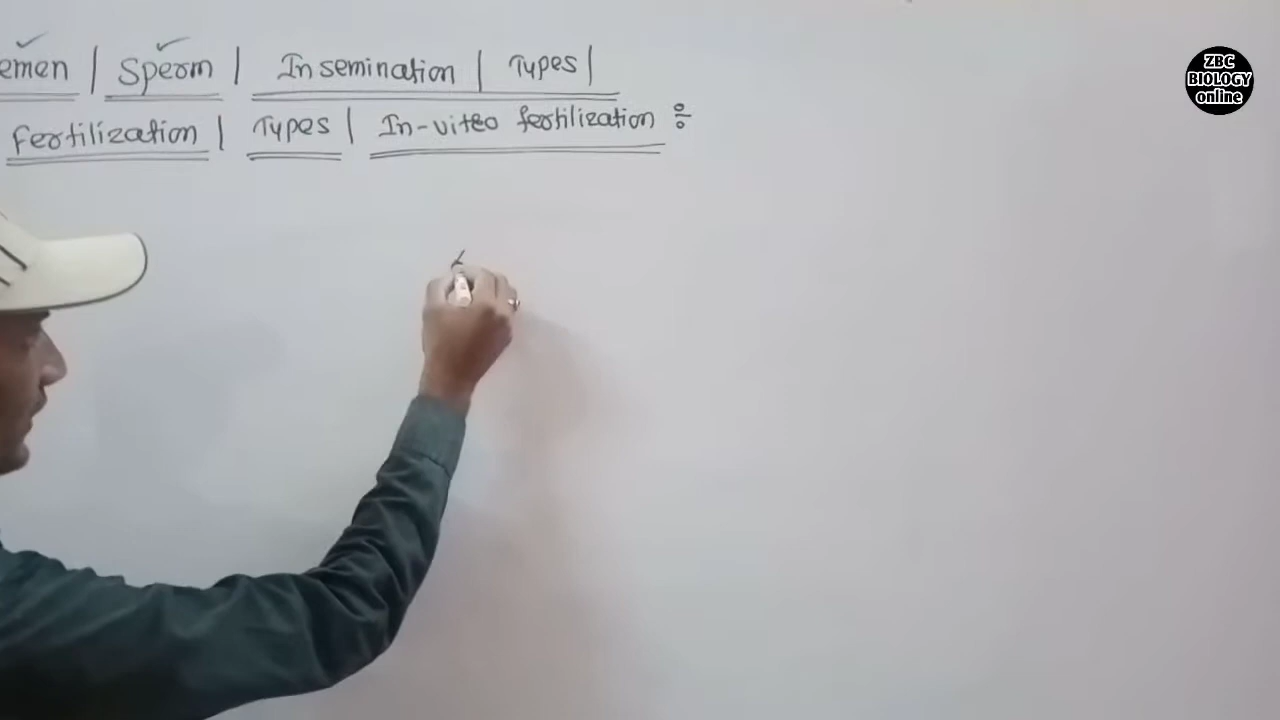 emen | Sperm | Insemination | Types |
Fertilization | Types | In-vitro fertilization ÷
ZBC
BIOLOGY
online